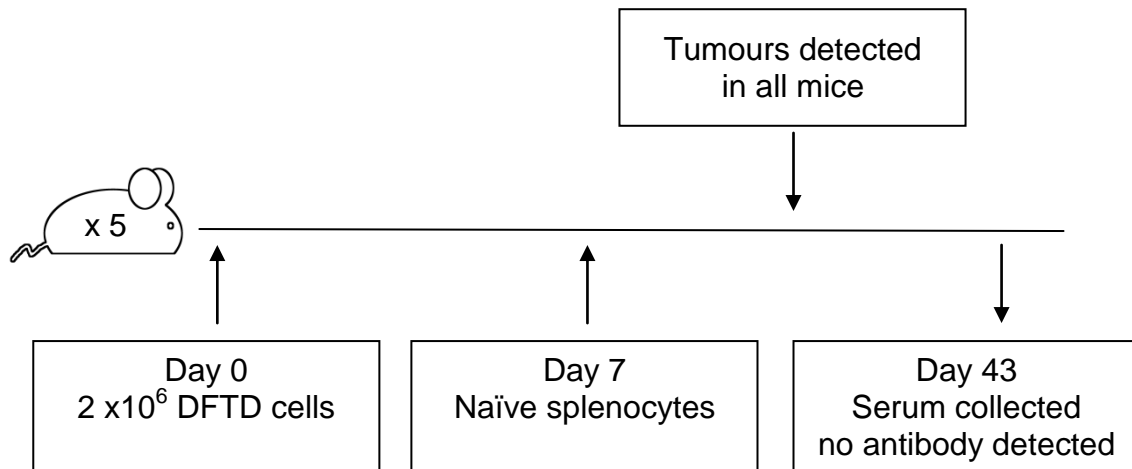 Tumours detected
in all mice
x 5
Day 0
2 x10⁶ DFTD cells
Day 7
Naïve splenocytes
Day 43
Serum collected
no antibody detected